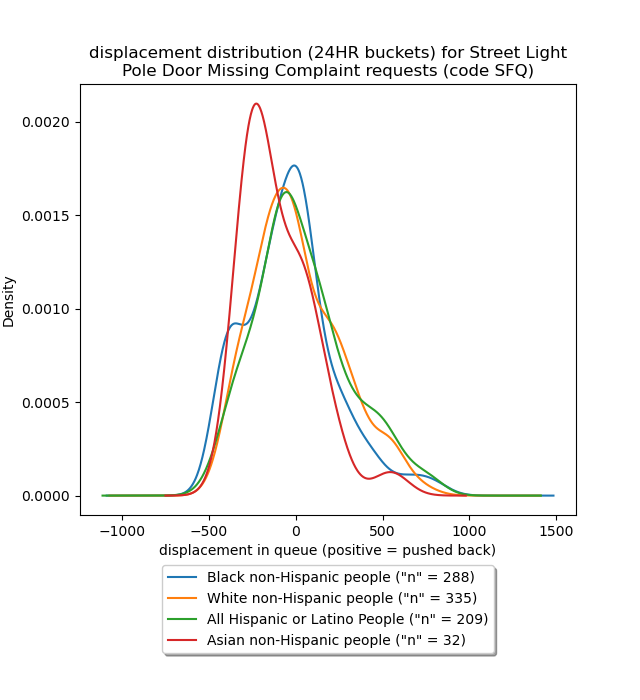 displacement distribution (24HR buckets) for Street Light
Pole Door Missing Complaint requests (code SFQ)
0.0020
0.0015
0.0010
0.0005
0.0000
Density
−1000
−500
0
500
1000
1500
displacement in queue (positive = pushed back)
Black non-Hispanic people ("n" = 288)
White non-Hispanic people ("n" = 335)
All Hispanic or Latino People ("n" = 209)
Asian non-Hispanic people ("n" = 32)